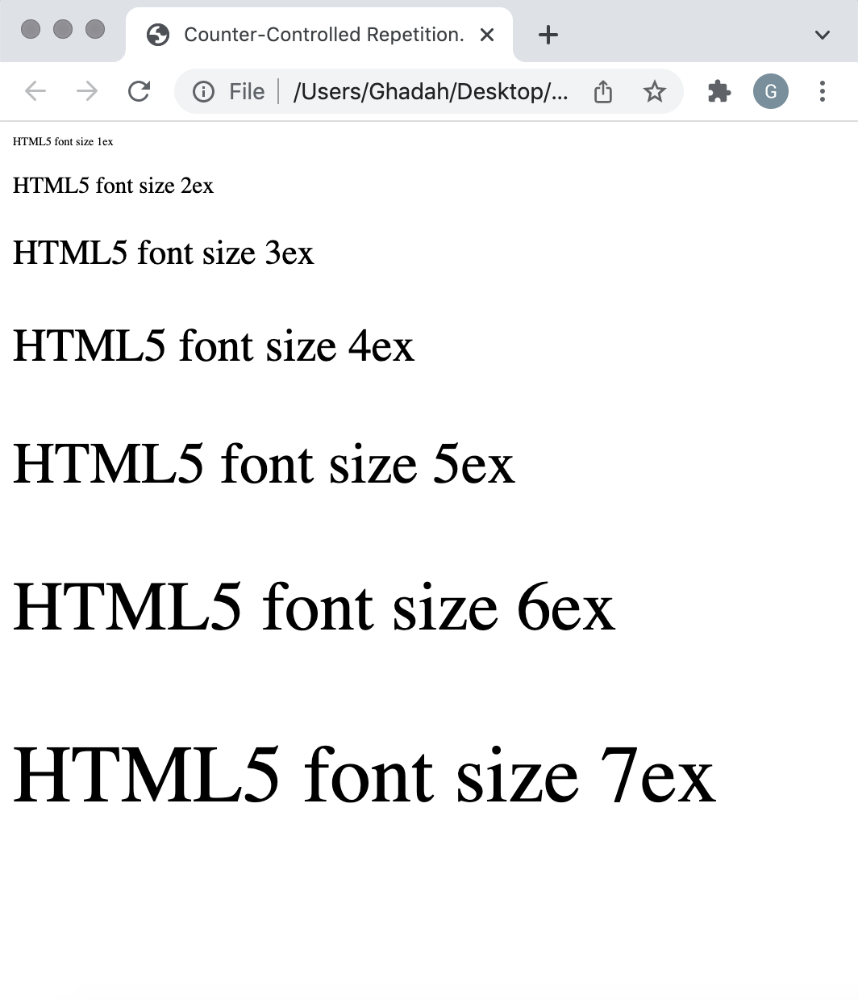 Counter-Controlled Repetition.
File /Users/Ghadah/Desktop/...
G
HTML5 font size 1ex
HTML5 font size 2ex
HTML5 font size 3ex
HTML5 font size 4ex
HTML5 font size 5ex
HTML5 font size 6ex
HTML5 font size 7ex